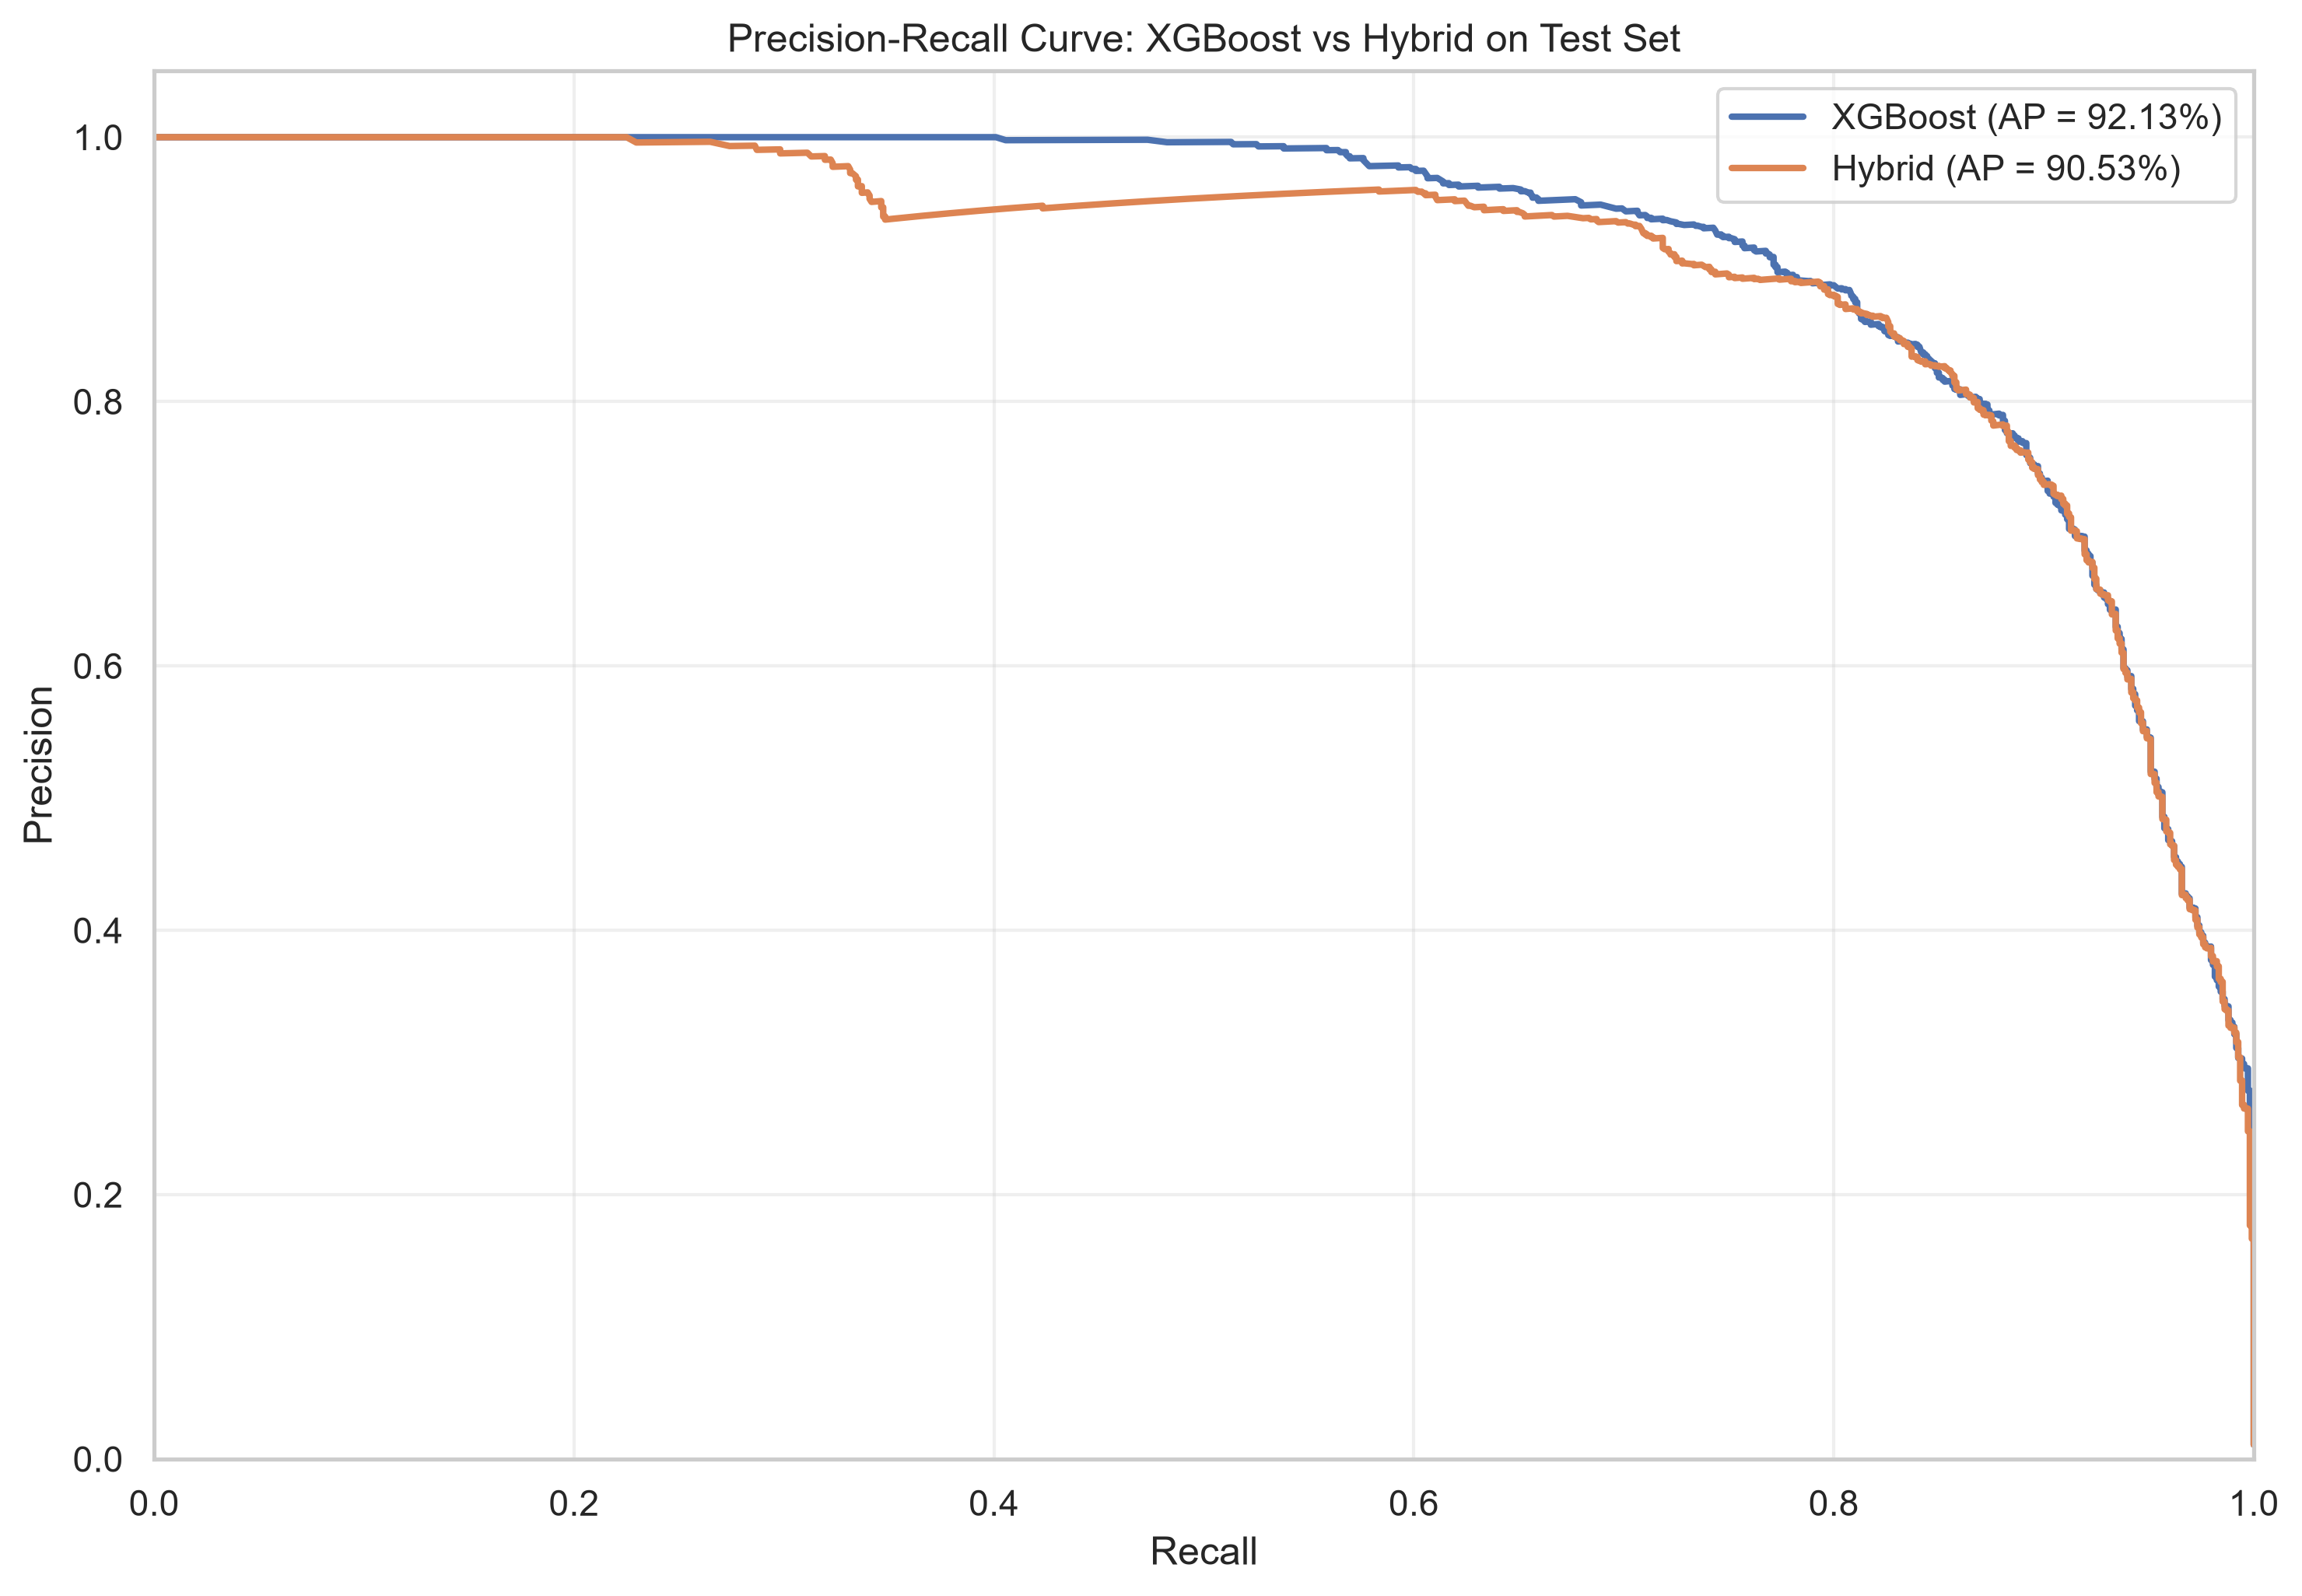 Precision-Recall Curve: XGBoost vs Hybrid on Test Set
XGBoost (AP = 92.13%)
Hybrid (AP = 90.53%)
Precision
1.0
0.8
0.6
0.4
0.2
0.0
0.0 0.2 0.4 0.6 0.8 1.0
Recall